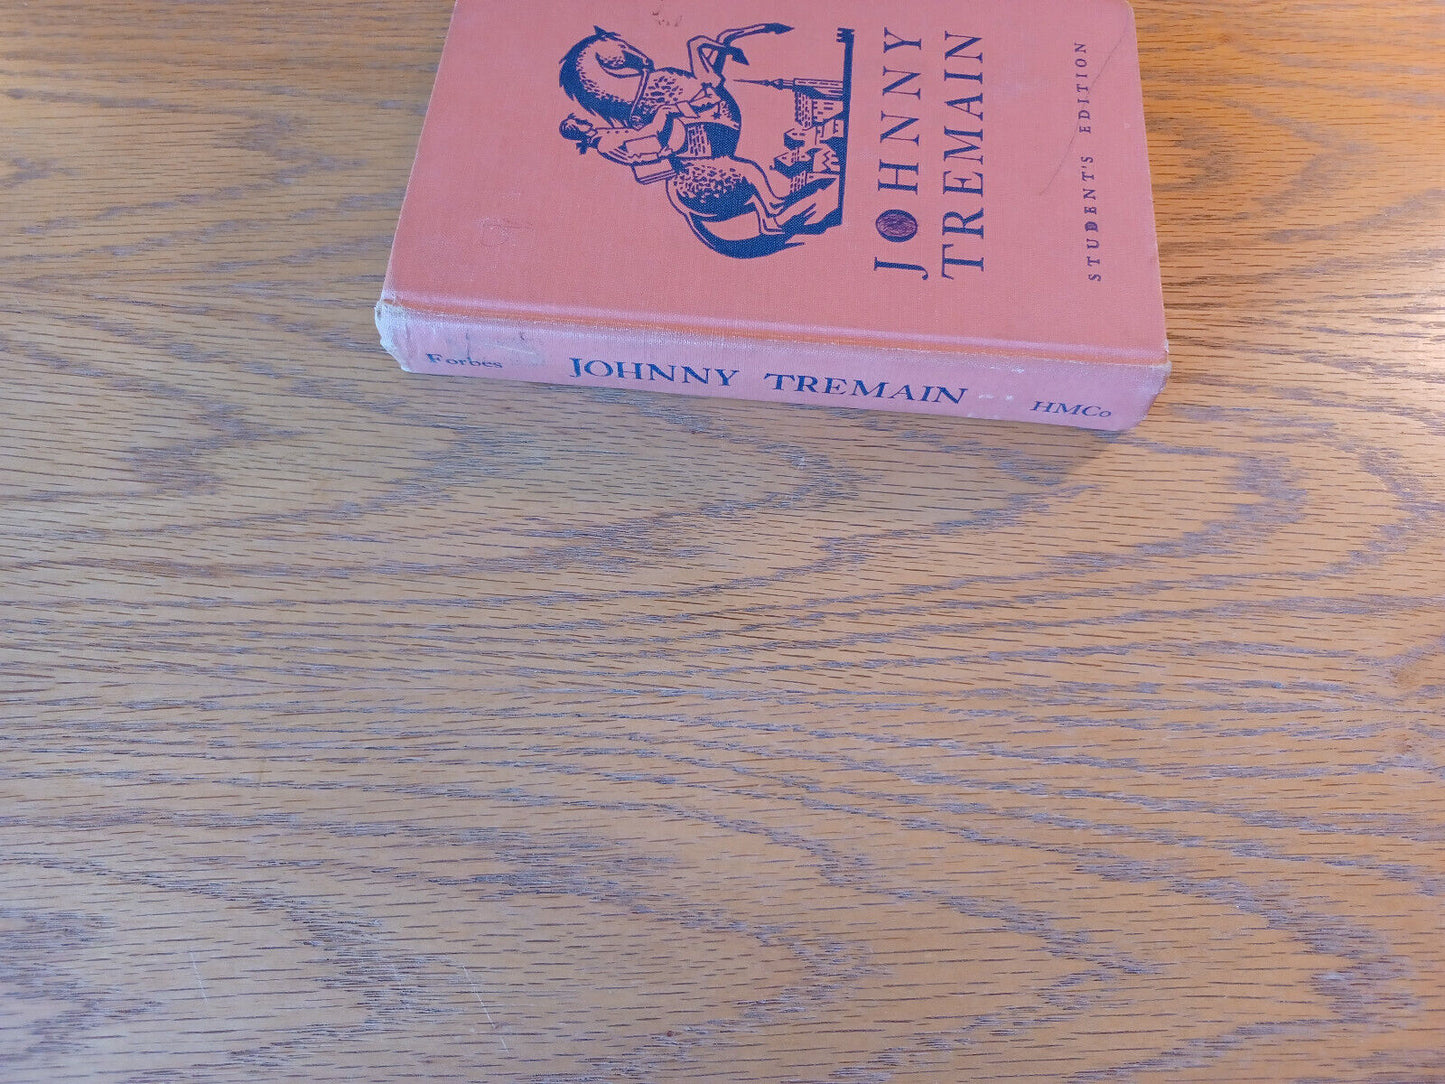 JOHNNY
TREMAIN
STUDENT'S EDITION
Forbes JOHNNY TREMAIN HMCo